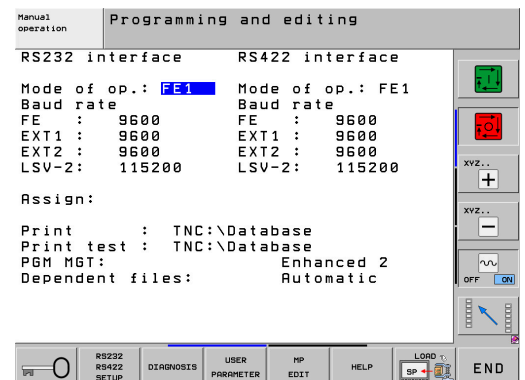 Manual
operation
Programming and editing
RS232 interface RS422 interface
Mode of op.: FE1 Mode of op.: FE1
Baud rate Baud rate
FE : 9600 FE : 9600
EXT1 : 9600 EXT1 : 9600
EXT2 : 9600 EXT2 : 9600
LSV-2: 115200 LSV-2: 115200
Assign:
Print : TNC:\Database
Print test : TNC:\Database
PGM MGT: Enhanced 2
Dependent files: Automatic
XYZ..
+
XYZ..
−
OFF ON
RS232
RS422
SETUP
DIAGNOSIS
USER
PARAMETER
MP
EDIT
HELP
LOAD
SP
END